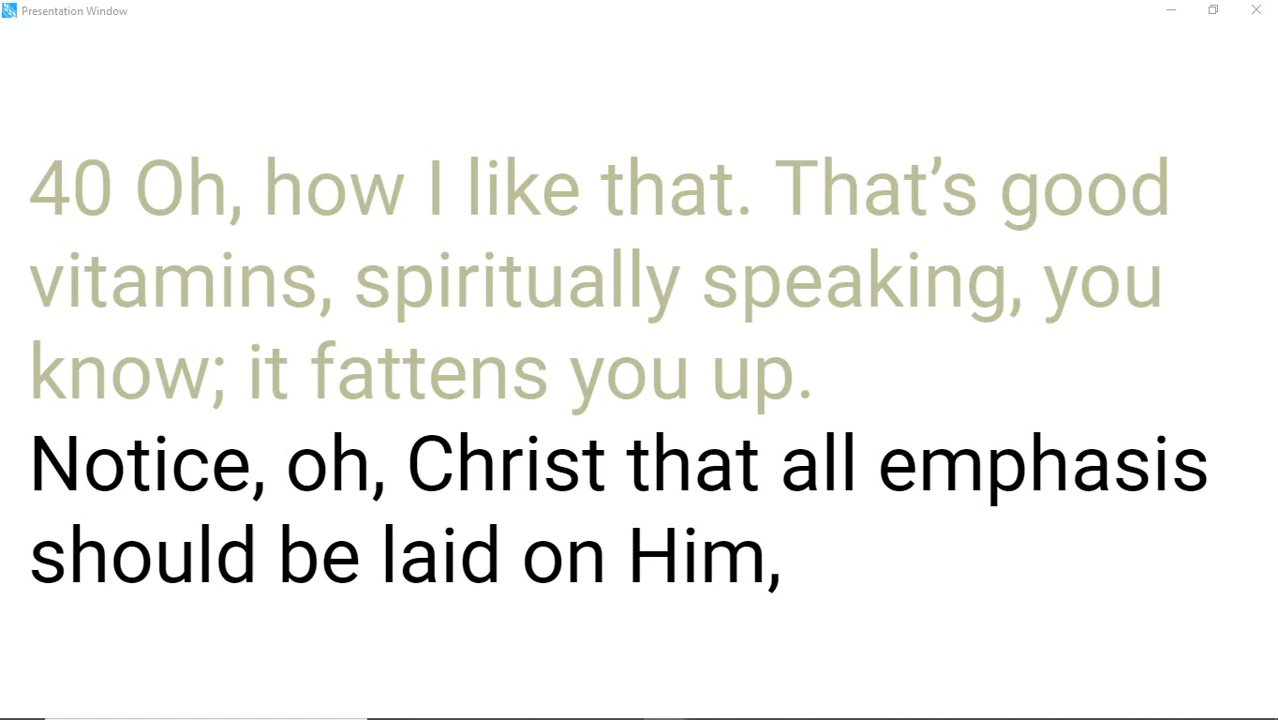 Presentation Window
40 Oh, how I like that. That’s good
vitamins, spiritually speaking, you
know; it fattens you up.
Notice, oh, Christ that all emphasis
should be laid on Him,